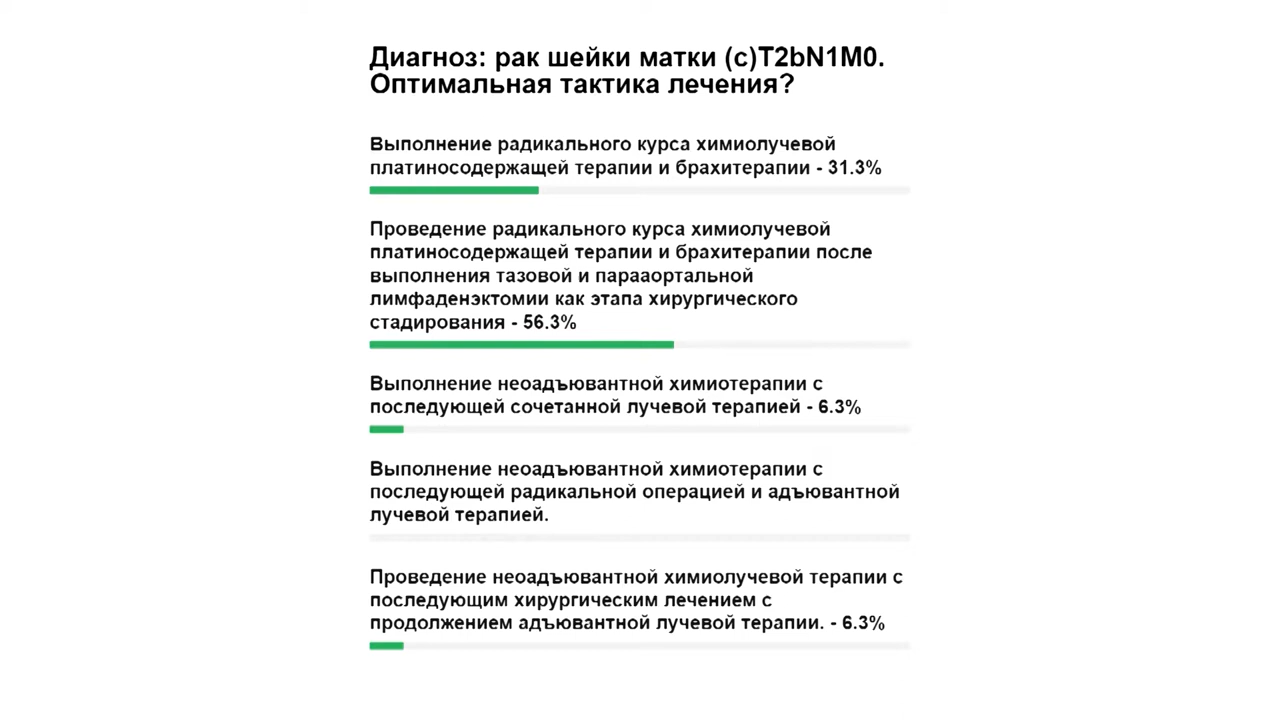 Диагноз: рак шейки матки (с)T2bN1M0.
Оптимальная тактика лечения?
Выполнение радикального курса химиолучевой
платиносодержащей терапии и брахитерапии - 31.3%
Проведение радикального курса химиолучевой
платиносодержащей терапии и брахитерапии после
выполнения тазовой и парааортальной
лимфаденэктомии как этапа хирургического
стадирования - 56.3%
Выполнение неоадъювантной химиотерапии с
последующей сочетанной лучевой терапией - 6.3%
Выполнение неоадъювантной химиотерапии с
последующей радикальной операцией и адъювантной
лучевой терапией.
Проведение неоадъювантной химиолучевой терапии с
последующим хирургическим лечением с
продолжением адъювантной лучевой терапии. - 6.3%